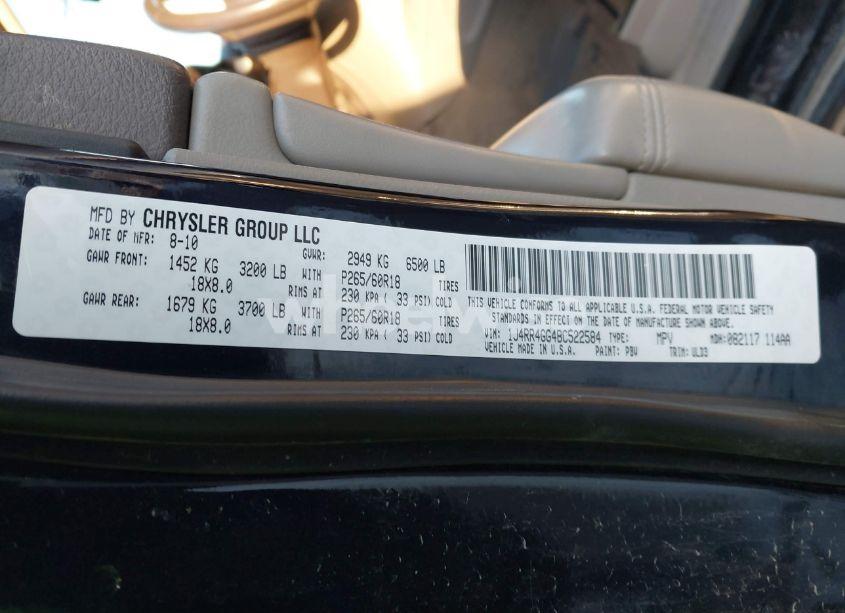 MFD BY CHRYSLER GROUP LLC
DATE OF MFR: 8-10 GVWR: 2949 KG 6500 LB
GAWR FRONT: 1452 KG 3200 LB WITH P265/60R18 TIRES
18X8.0 RIMS AT 230 KPA ( 33 PSI) COLD
GAWR REAR: 1679 KG 3700 LB WITH P265/60R18 TIRES
18X8.0 RIMS AT 230 KPA ( 33 PSI) COLD
THIS VEHICLE CONFORMS TO ALL APPLICABLE U.S.A. FEDERAL MOTOR VEHICLE SAFETY
STANDARDS IN EFFECT ON THE DATE OF MANUFACTURE SHOWN ABOVE.
VIN: 1J4RR4GG4BC522584 TYPE: MPV MDH: 082117 114AA
VEHICLE MADE IN U.S.A. PAINT: PBV TRIM: ULD3